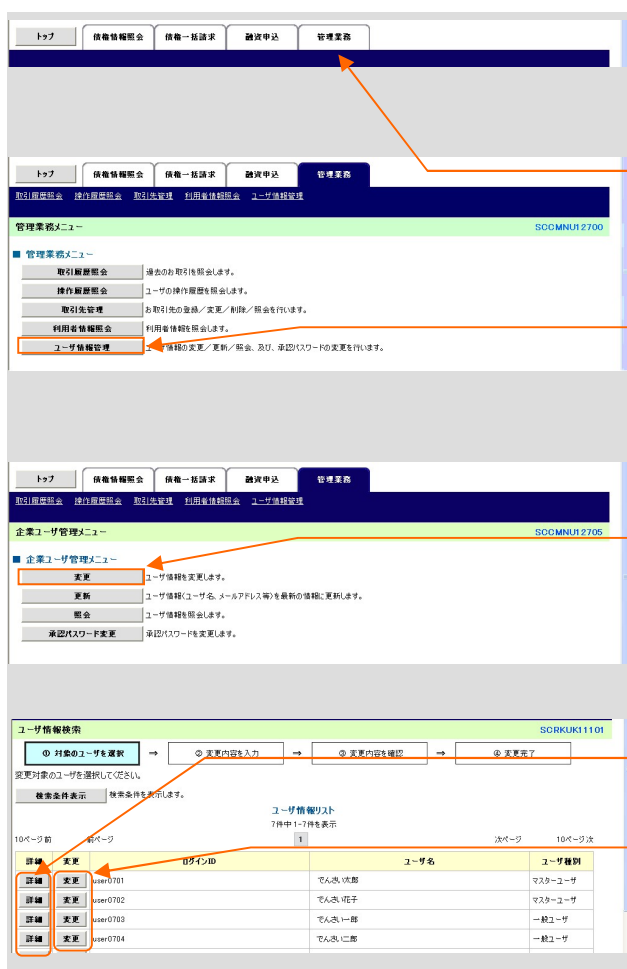 トップ 債権情報照会 債権一括請求 融資申込 管理業務
トップ 債権情報照会 債権一括請求 融資申込 管理業務
取引履歴照会 操作履歴照会 取引先管理 利用者情報照会 ユーザ情報管理
管理業務メニュー SCCMNU12700
■ 管理業務メニュー
取引履歴照会 過去のお取引を照会します。
操作履歴照会 ユーザの操作履歴を照会します。
取引先管理 お取引先の登録／変更／削除／照会を行います。
利用者情報照会 利用者情報を照会します。
ユーザ情報管理 ユーザ情報の変更／更新／照会、及び、承認パスワードの変更を行います。
トップ 債権情報照会 債権一括請求 融資申込 管理業務
取引履歴照会 操作履歴照会 取引先管理 利用者情報照会 ユーザ情報管理
企業ユーザ管理メニュー SCCMNU12705
■ 企業ユーザ管理メニュー
変更 ユーザ情報を変更します。
更新 ユーザ情報(ユーザ名、メールアドレス等)を最新の情報に更新します。
照会 ユーザ情報を照会します。
承認パスワード変更 承認パスワードを変更します。
ユーザ情報検索 SCRKUK11101
① 対象のユーザを選択 ⇒ ② 変更内容を入力 ⇒ ③ 変更内容を確認 ⇒ ④ 変更完了
変更対象のユーザを選択してください。
検索条件表示 検索条件を表示します。
ユーザ情報リスト
7件中 1-7件を表示
10ページ前 前ページ 1 次ページ 10ページ次
詳細 変更 ログインID ユーザ名 ユーザ種別
詳細 変更 user0701 でんさい太郎 マスターユーザ
詳細 変更 user0702 でんさい花子 マスターユーザ
詳細 変更 user0703 でんさい一郎 一般ユーザ
詳細 変更 user0704 でんさい二郎 一般ユーザ